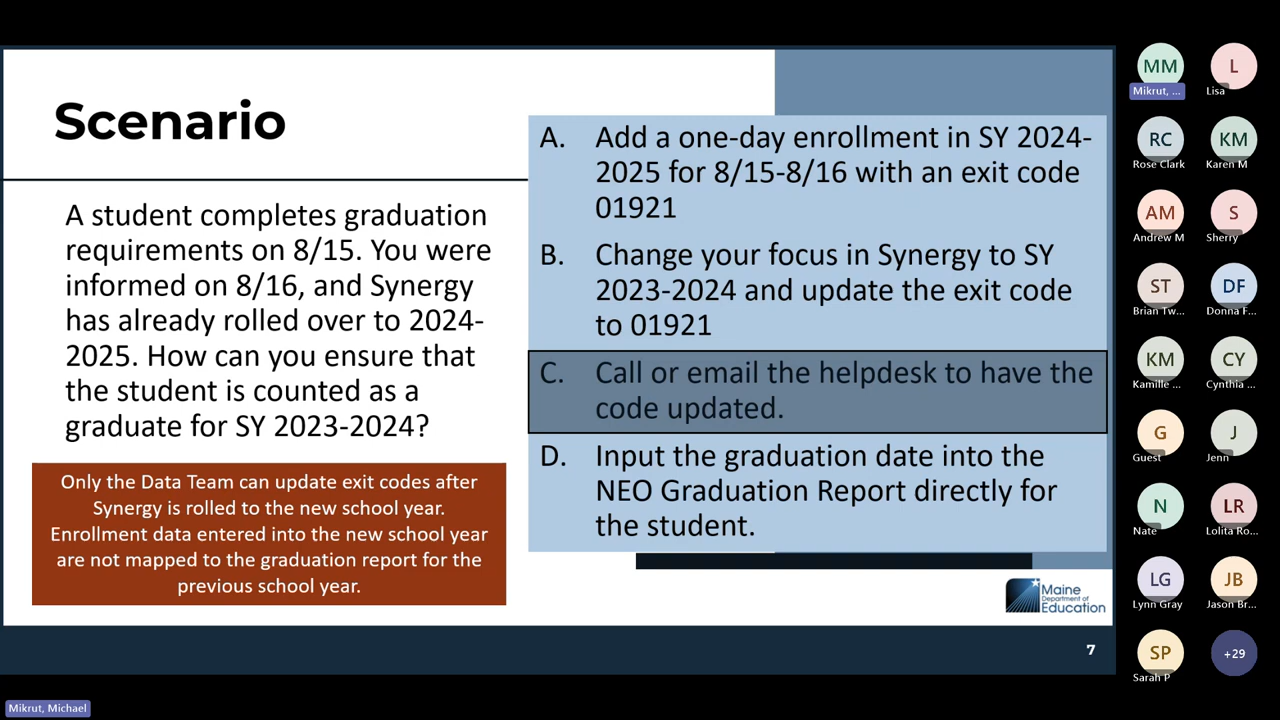 Scenario
A student completes graduation
requirements on 8/15. You were
informed on 8/16, and Synergy
has already rolled over to 2024-
2025. How can you ensure that
the student is counted as a
graduate for SY 2023-2024?
Only the Data Team can update exit codes after
Synergy is rolled to the new school year.
Enrollment data entered into the new school year
are not mapped to the graduation report for the
previous school year.
A. Add a one-day enrollment in SY 2024-
2025 for 8/15-8/16 with an exit code
01921
B. Change your focus in Synergy to SY
2023-2024 and update the exit code
to 01921
C. Call or email the helpdesk to have the
code updated.
D. Input the graduation date into the
NEO Graduation Report directly for
the student.
Maine
Department of
Education
7
MM
Mikrut, ...
L
Lisa
RC
Rose Clark
KM
Karen M
AM
Andrew M
S
Sherry
ST
Brian Tw...
DF
Donna F...
KM
Kamille ...
CY
Cynthia ...
G
Guest
J
Jenn
N
Nate
LR
Lolita Ro...
LG
Lynn Gray
JB
Jason Br...
SP
Sarah P
+29
Mikrut, Michael